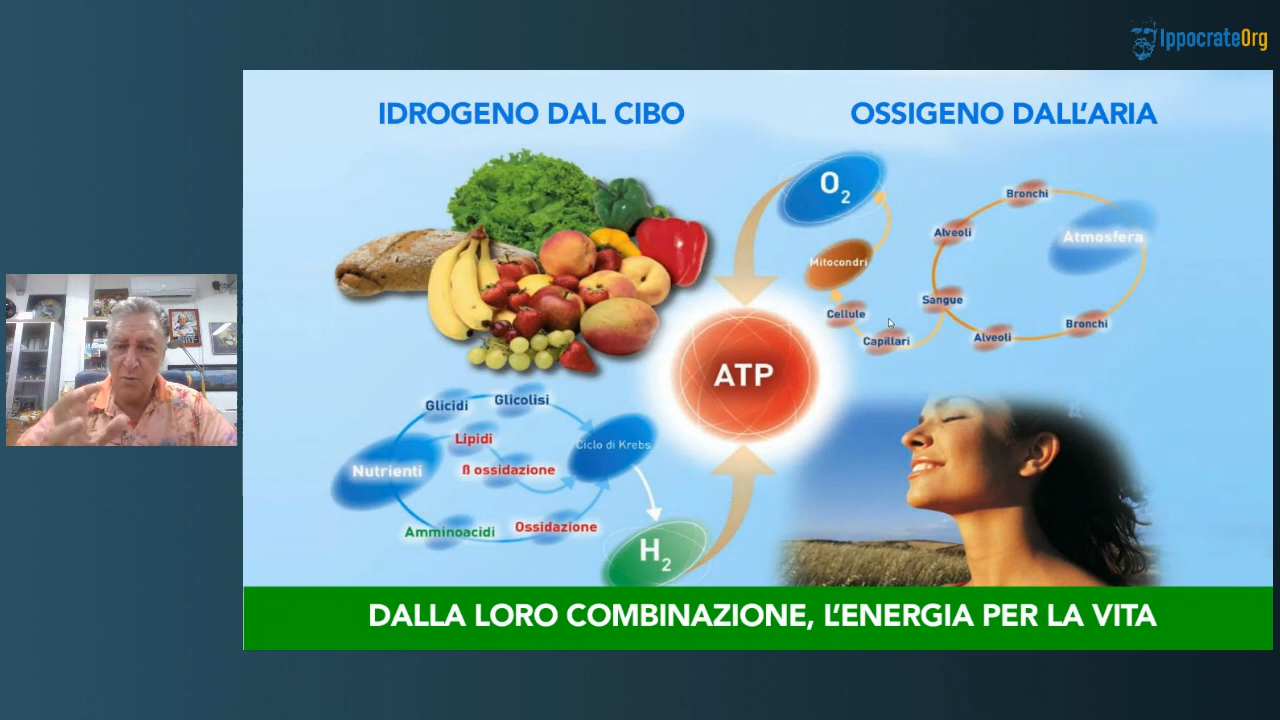 IppocrateOrg
IDROGENO DAL CIBO
OSSIGENO DALL'ARIA
O2
Bronchi
Alveoli
Atmosfera
Mitocondri
Sangue
Cellule
Bronchi
Capillari
Alveoli
ATP
Glicidi
Glicolisi
Lipidi
Ciclo di Krebs
Nutrienti
ß ossidazione
Amminoacidi
Ossidazione
H2
DALLA LORO COMBINAZIONE, L'ENERGIA PER LA VITA